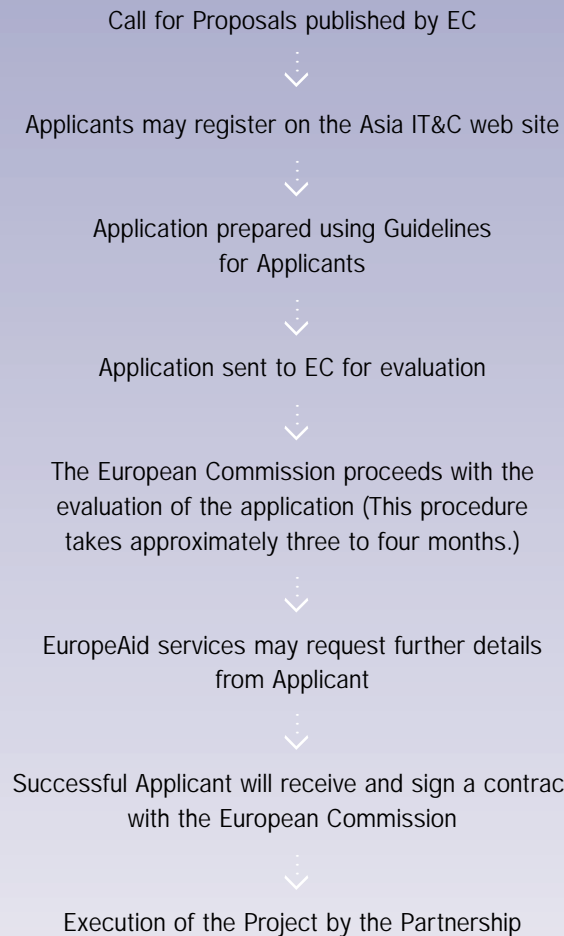 Call for Proposals published by EC
Applicants may register on the Asia IT&C web site
Application prepared using Guidelines
for Applicants
Application sent to EC for evaluation
The European Commission proceeds with the
evaluation of the application (This procedure
takes approximately three to four months.)
EuropeAid services may request further details
from Applicant
Successful Applicant will receive and sign a contrac
with the European Commission
Execution of the Project by the Partnership